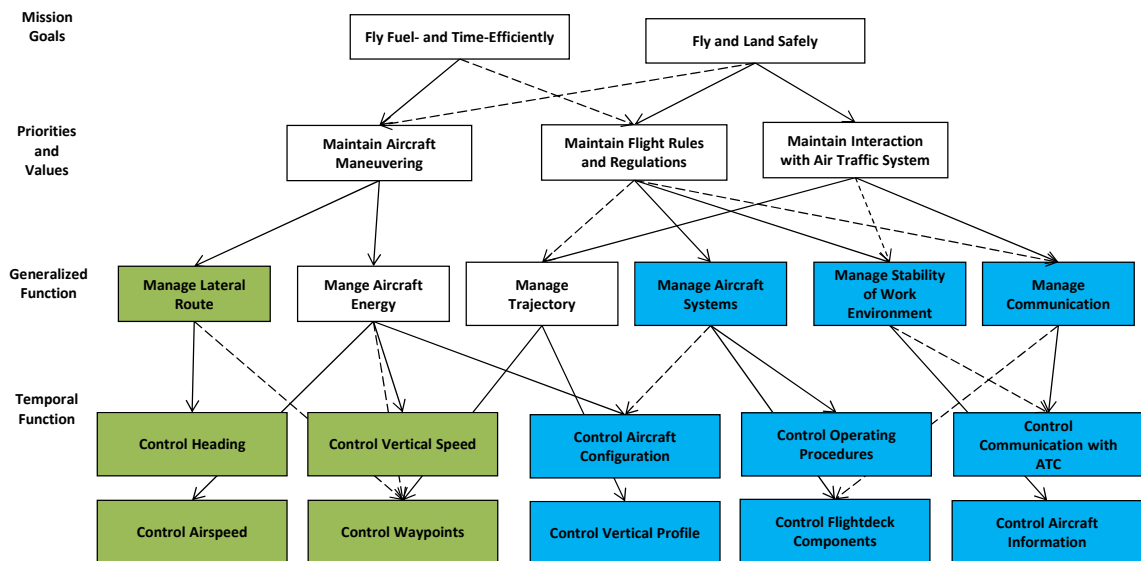 Mission
Goals
Fly Fuel- and Time-Efficiently
Fly and Land Safely
Priorities
and
Values
Maintain Aircraft
Maneuvering
Maintain Flight Rules
and Regulations
Maintain Interaction
with Air Traffic System
Generalized
Function
Manage Lateral
Route
Mange Aircraft
Energy
Manage
Trajectory
Manage Aircraft
Systems
Manage Stability
of Work
Environment
Manage
Communication
Temporal
Function
Control Heading
Control Vertical Speed
Control Aircraft
Configuration
Control Operating
Procedures
Control
Communication with
ATC
Control Airspeed
Control Waypoints
Control Vertical Profile
Control Flightdeck
Components
Control Aircraft
Information